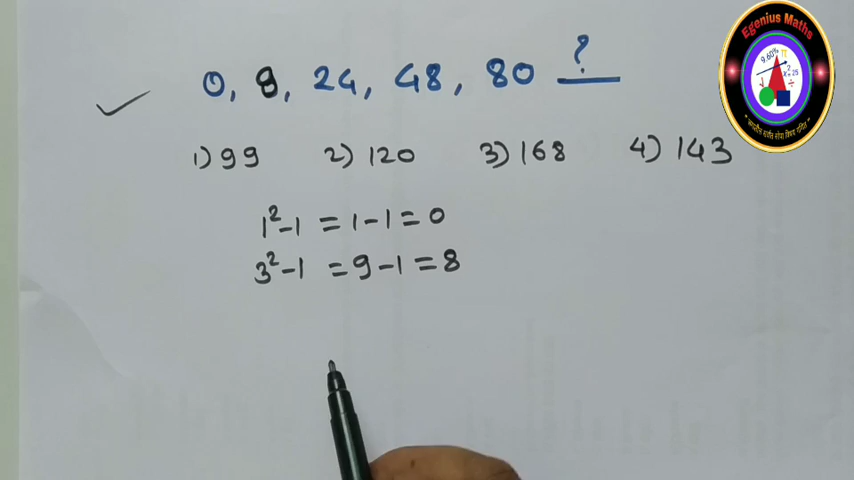 Egenius Maths
0, 8, 24, 48, 80 ?
1) 99 2) 120 3) 168 4) 143
1²-1 = 1-1 = 0
3²-1 = 9-1 = 8